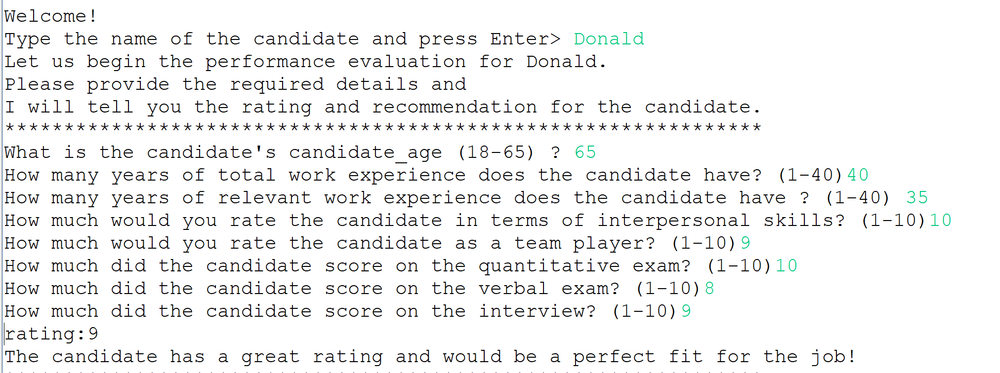 Welcome!
Type the name of the candidate and press Enter> Donald
Let us begin the performance evaluation for Donald.
Please provide the required details and
I will tell you the rating and recommendation for the candidate.
****************************************************************
What is the candidate's candidate_age (18-65) ? 65
How many years of total work experience does the candidate have? (1-40)40
How many years of relevant work experience does the candidate have ? (1-40) 35
How much would you rate the candidate in terms of interpersonal skills? (1-10)10
How much would you rate the candidate as a team player? (1-10)9
How much did the candidate score on the quantitative exam? (1-10)10
How much did the candidate score on the verbal exam? (1-10)8
How much did the candidate score on the interview? (1-10)9
rating:9
The candidate has a great rating and would be a perfect fit for the job!
****************************************************************